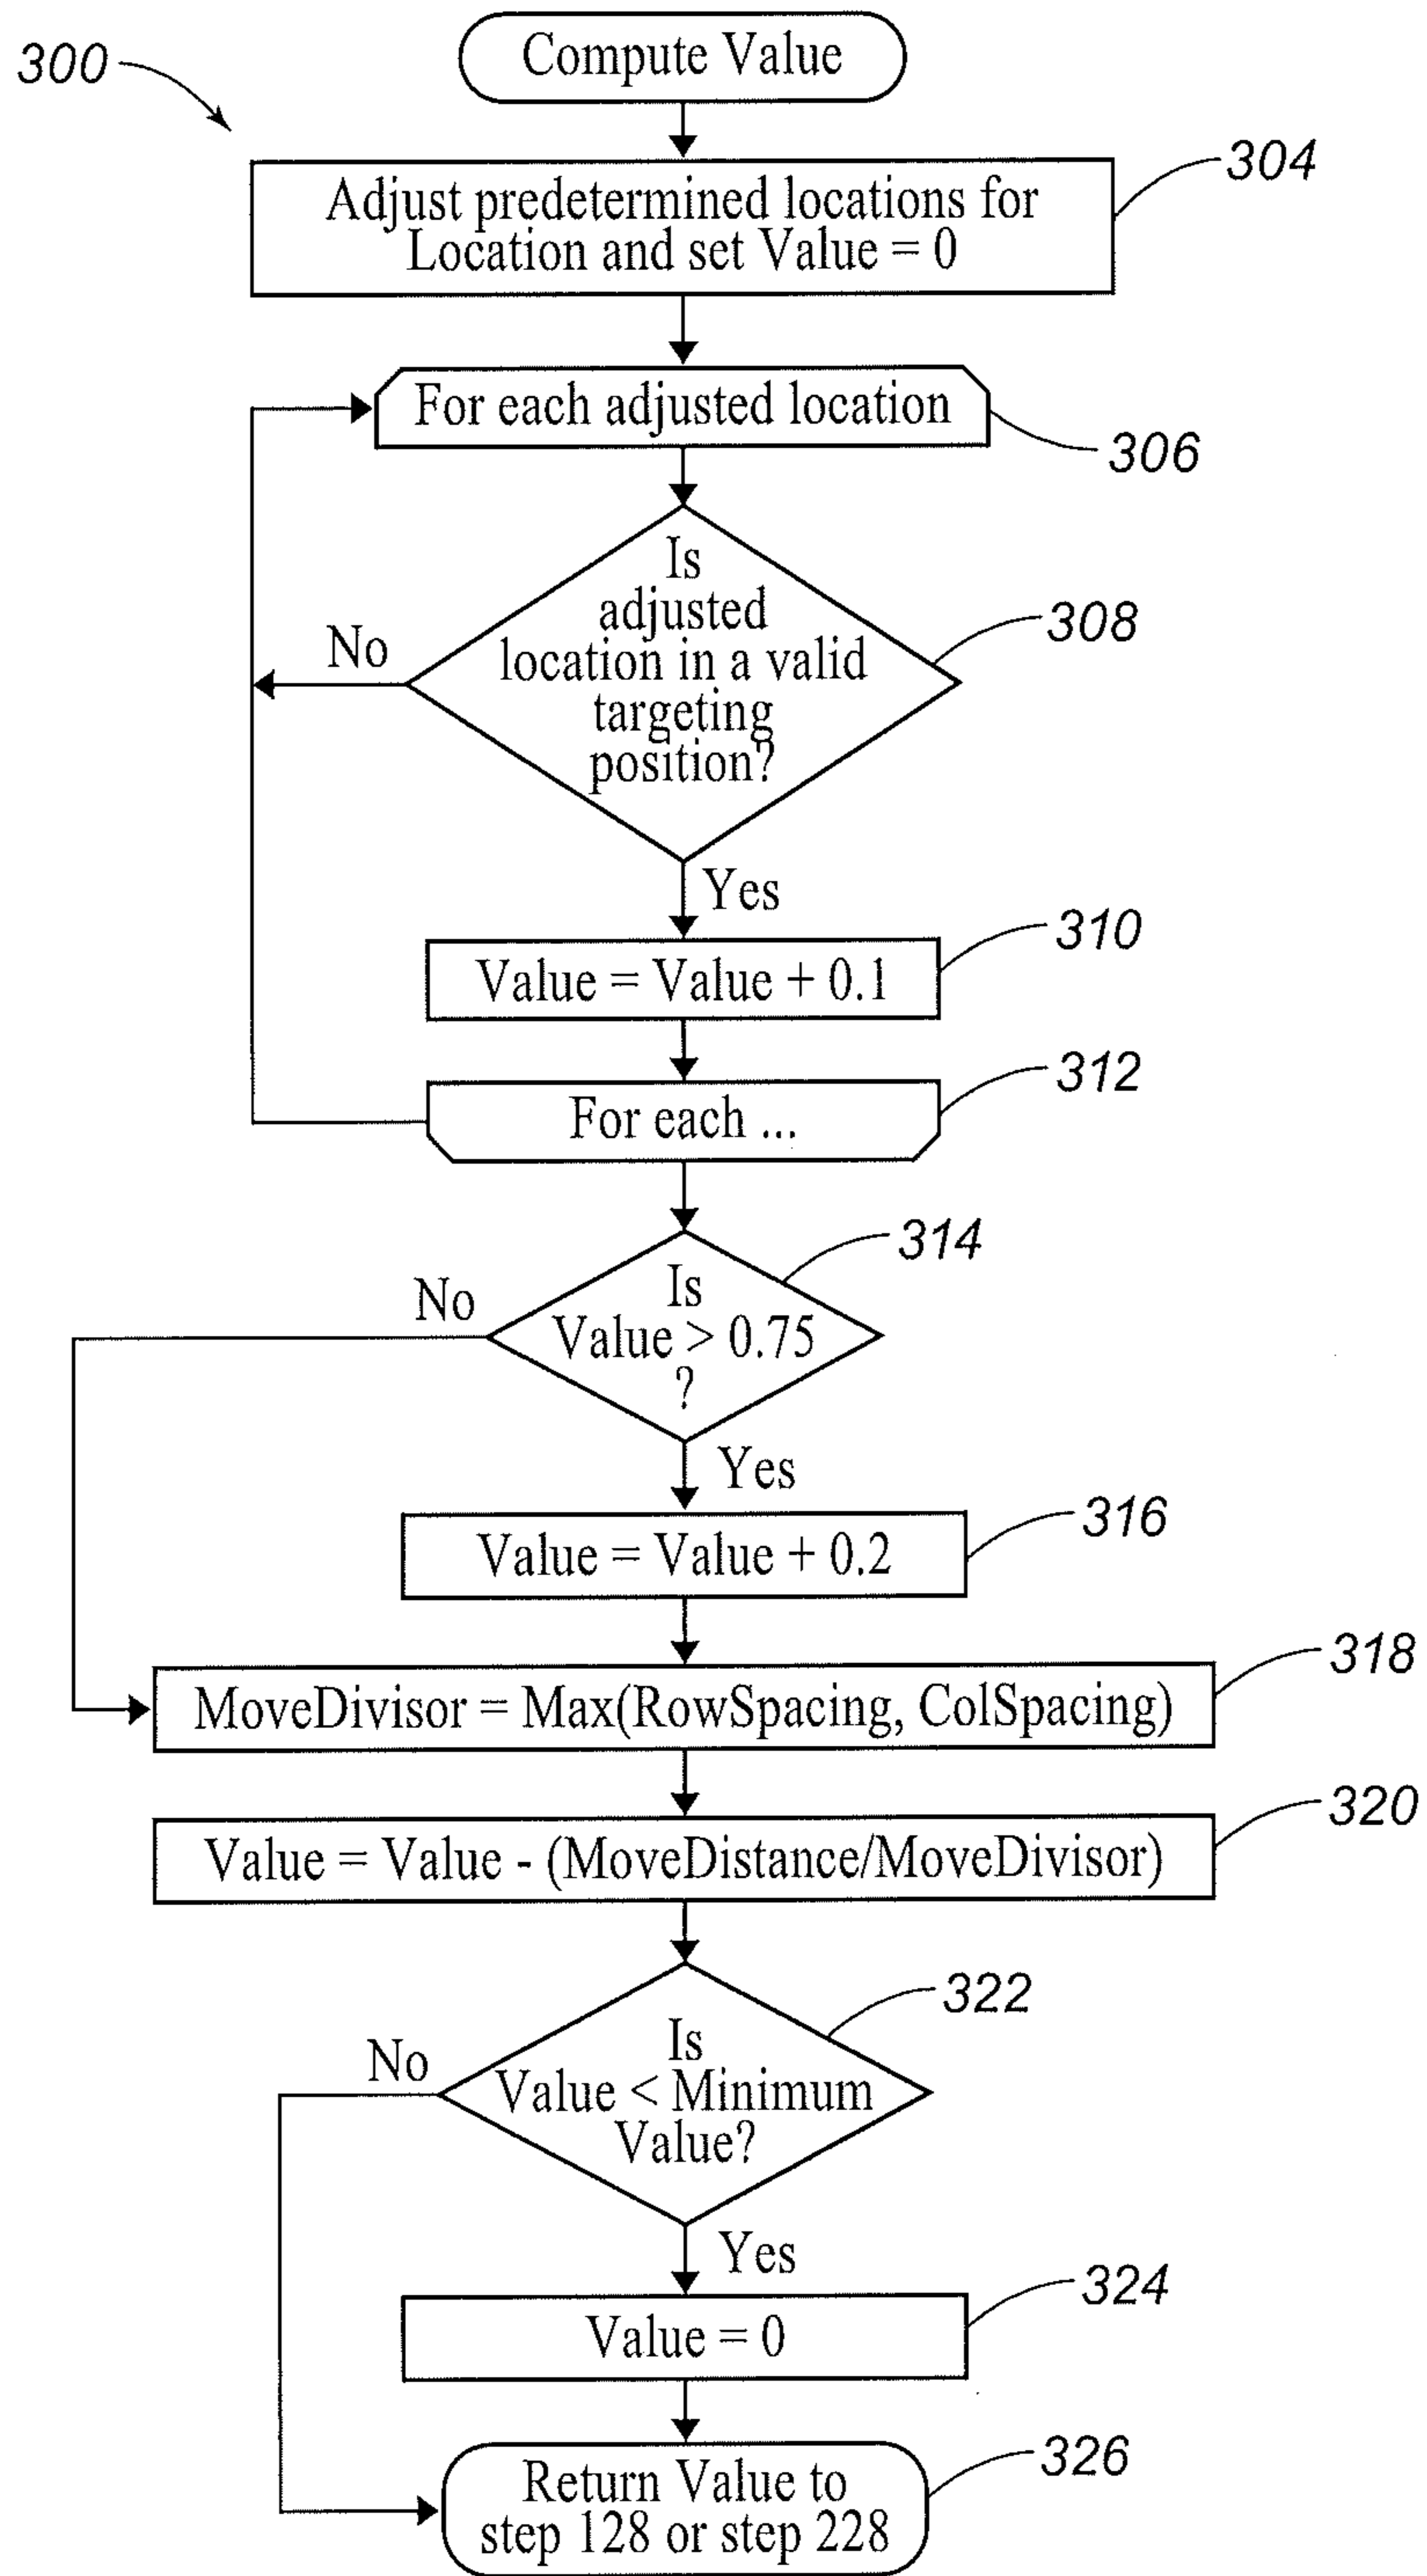 Compute Value
300
304
Adjust predetermined locations for
Location and set Value = 0
For each adjusted location
306
Is
adjusted
location in a valid
targeting
position?
308
No
Yes
310
Value = Value + 0.1
312
For each ...
314
Is
Value > 0.75
?
No
Yes
316
Value = Value + 0.2
318
MoveDivisor = Max(RowSpacing, ColSpacing)
320
Value = Value - (MoveDistance/MoveDivisor)
322
Is
Value < Minimum
Value?
No
Yes
324
Value = 0
326
Return Value to
step 128 or step 228